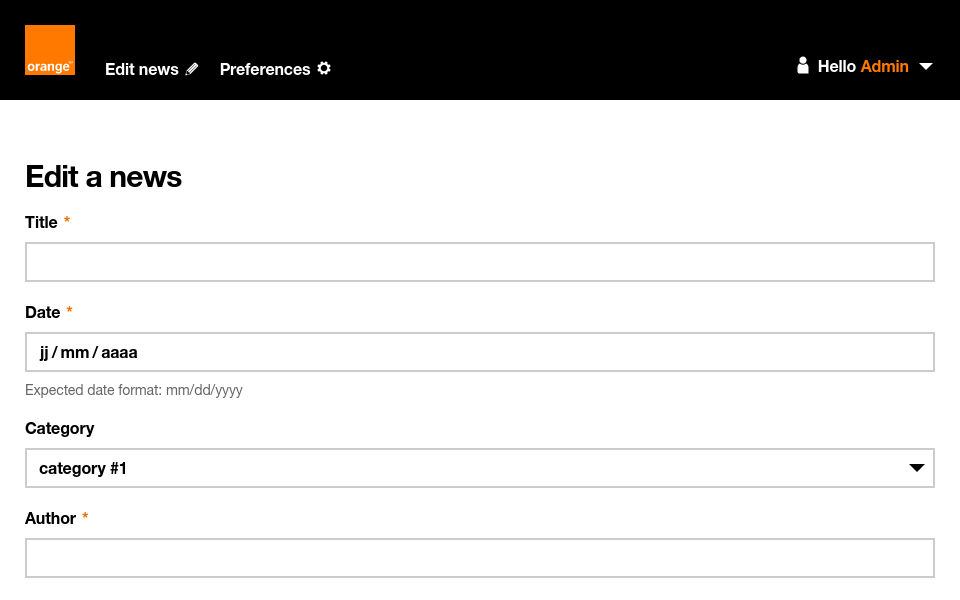 orange™
Edit news
Preferences
Hello Admin
Edit a news
Title *
Date *
jj / mm / aaaa
Expected date format: mm/dd/yyyy
Category
category #1
Author *